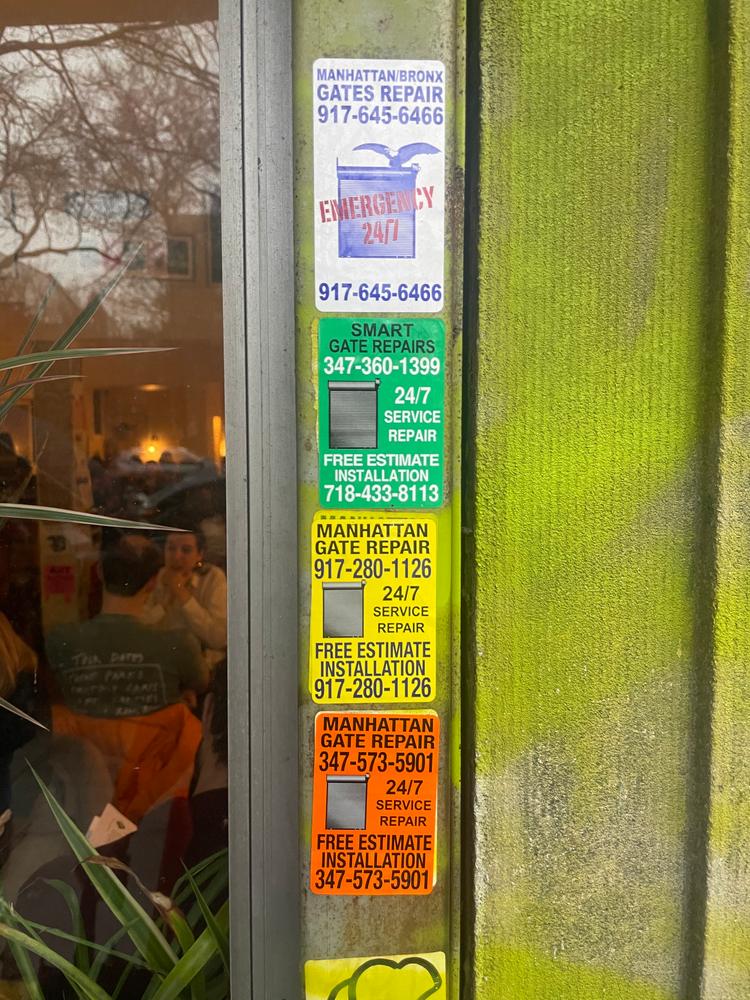 MANHATTAN/BRONX
GATES REPAIR
917-645-6466
EMERGENCY
24/7
917-645-6466
SMART
GATE REPAIRS
347-360-1399
24/7
SERVICE
REPAIR
FREE ESTIMATE
INSTALLATION
718-433-8113
MANHATTAN
GATE REPAIR
917-280-1126
24/7
SERVICE
REPAIR
FREE ESTIMATE
INSTALLATION
917-280-1126
MANHATTAN
GATE REPAIR
347-573-5901
24/7
SERVICE
REPAIR
FREE ESTIMATE
INSTALLATION
347-573-5901
TOUR DATES